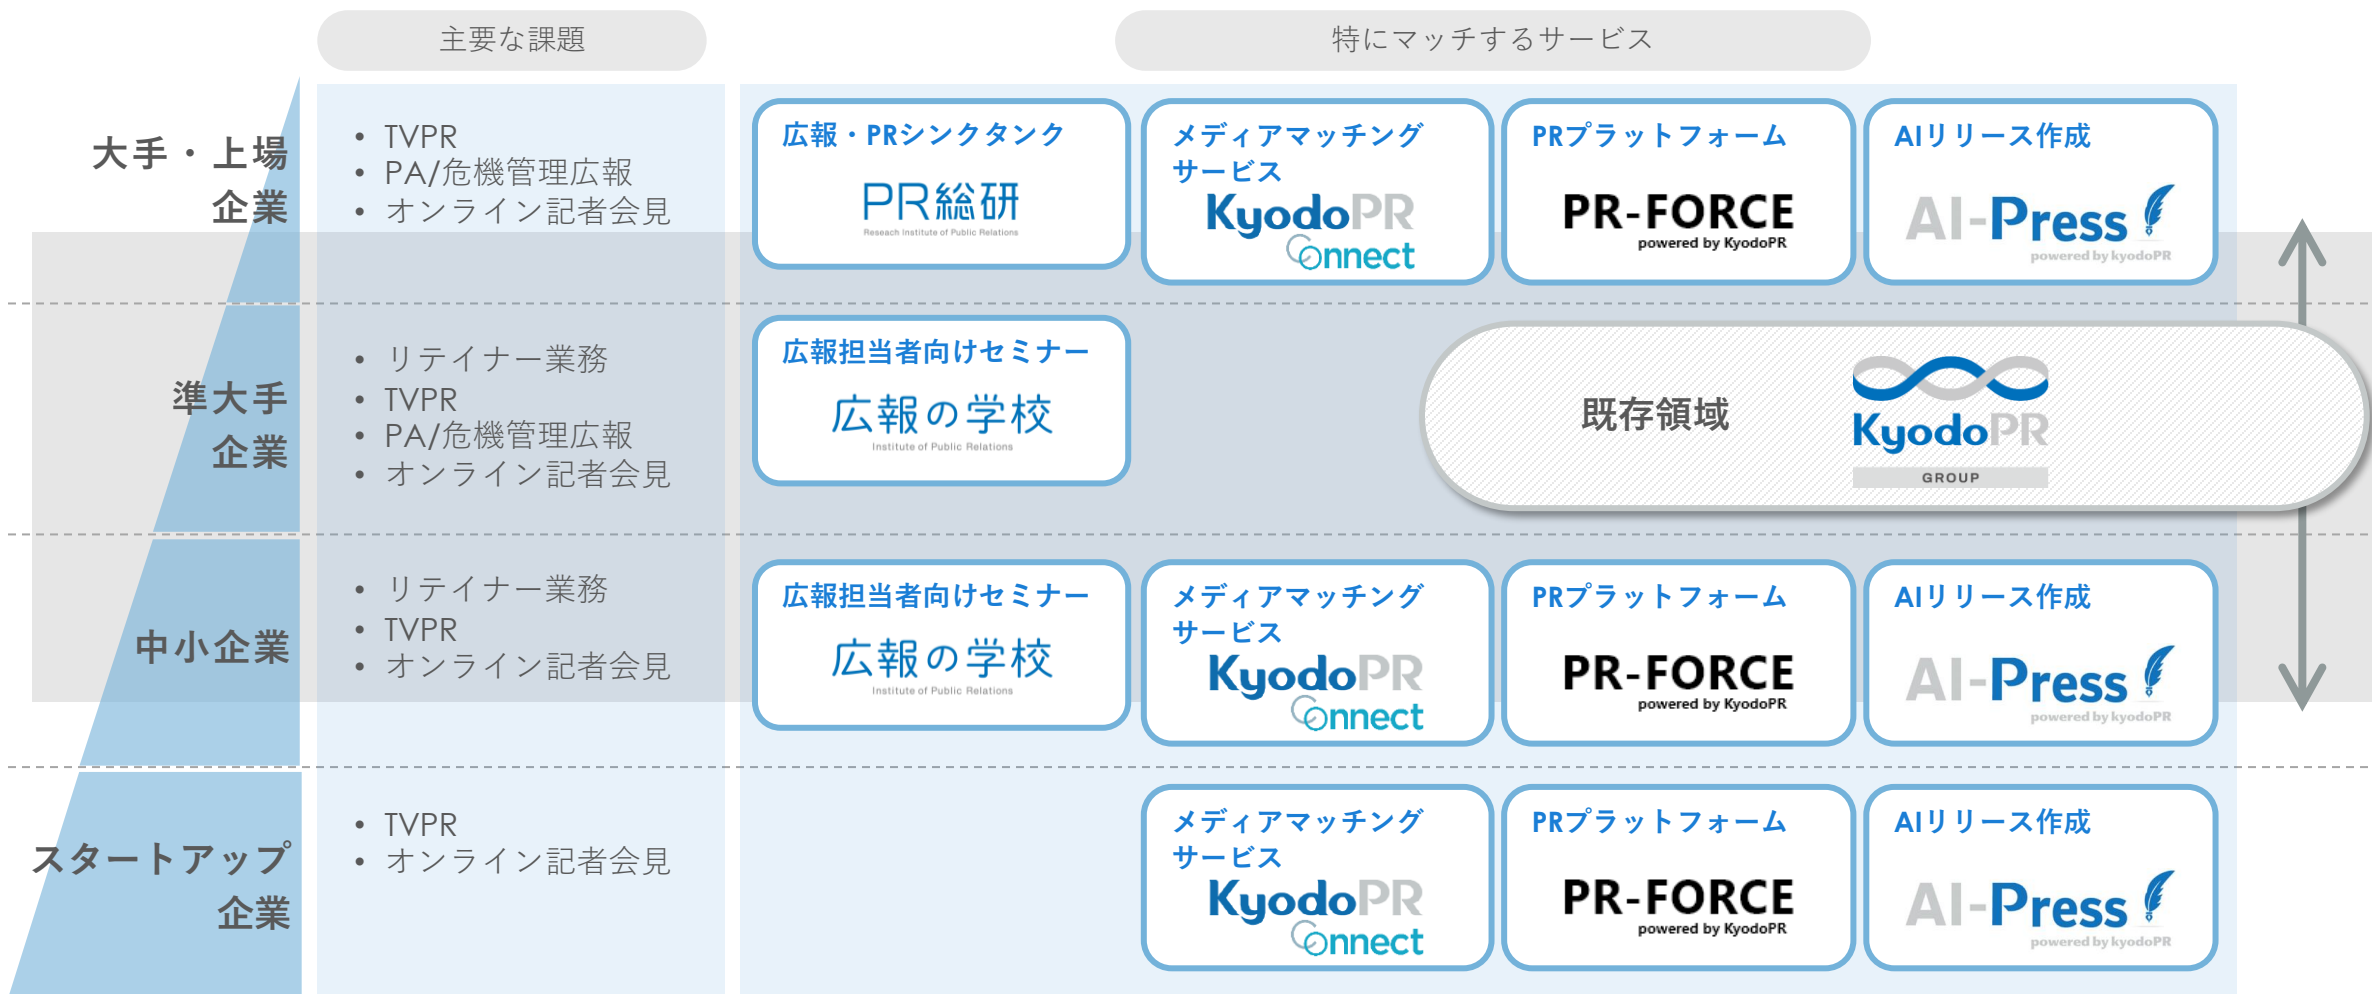 主要な課題
特にマッチするサービス
大手・上場
企業
• TVPR
• PA/危機管理広報
• オンライン記者会見
広報・PRシンクタンク
PR総研
Reseach Institute of Public Relations
メディアマッチング
サービス
KyodoPR
Connect
PRプラットフォーム
PR-FORCE
powered by KyodoPR
AIリリース作成
AI-Press
powered by kyodoPR
準大手
企業
• リテイナー業務
• TVPR
• PA/危機管理広報
• オンライン記者会見
広報担当者向けセミナー
広報の学校
Institute of Public Relations
既存領域
KyodoPR
GROUP
中小企業
• リテイナー業務
• TVPR
• オンライン記者会見
広報担当者向けセミナー
広報の学校
Institute of Public Relations
メディアマッチング
サービス
KyodoPR
Connect
PRプラットフォーム
PR-FORCE
powered by KyodoPR
AIリリース作成
AI-Press
powered by kyodoPR
スタートアップ
企業
• TVPR
• オンライン記者会見
メディアマッチング
サービス
KyodoPR
Connect
PRプラットフォーム
PR-FORCE
powered by KyodoPR
AIリリース作成
AI-Press
powered by kyodoPR